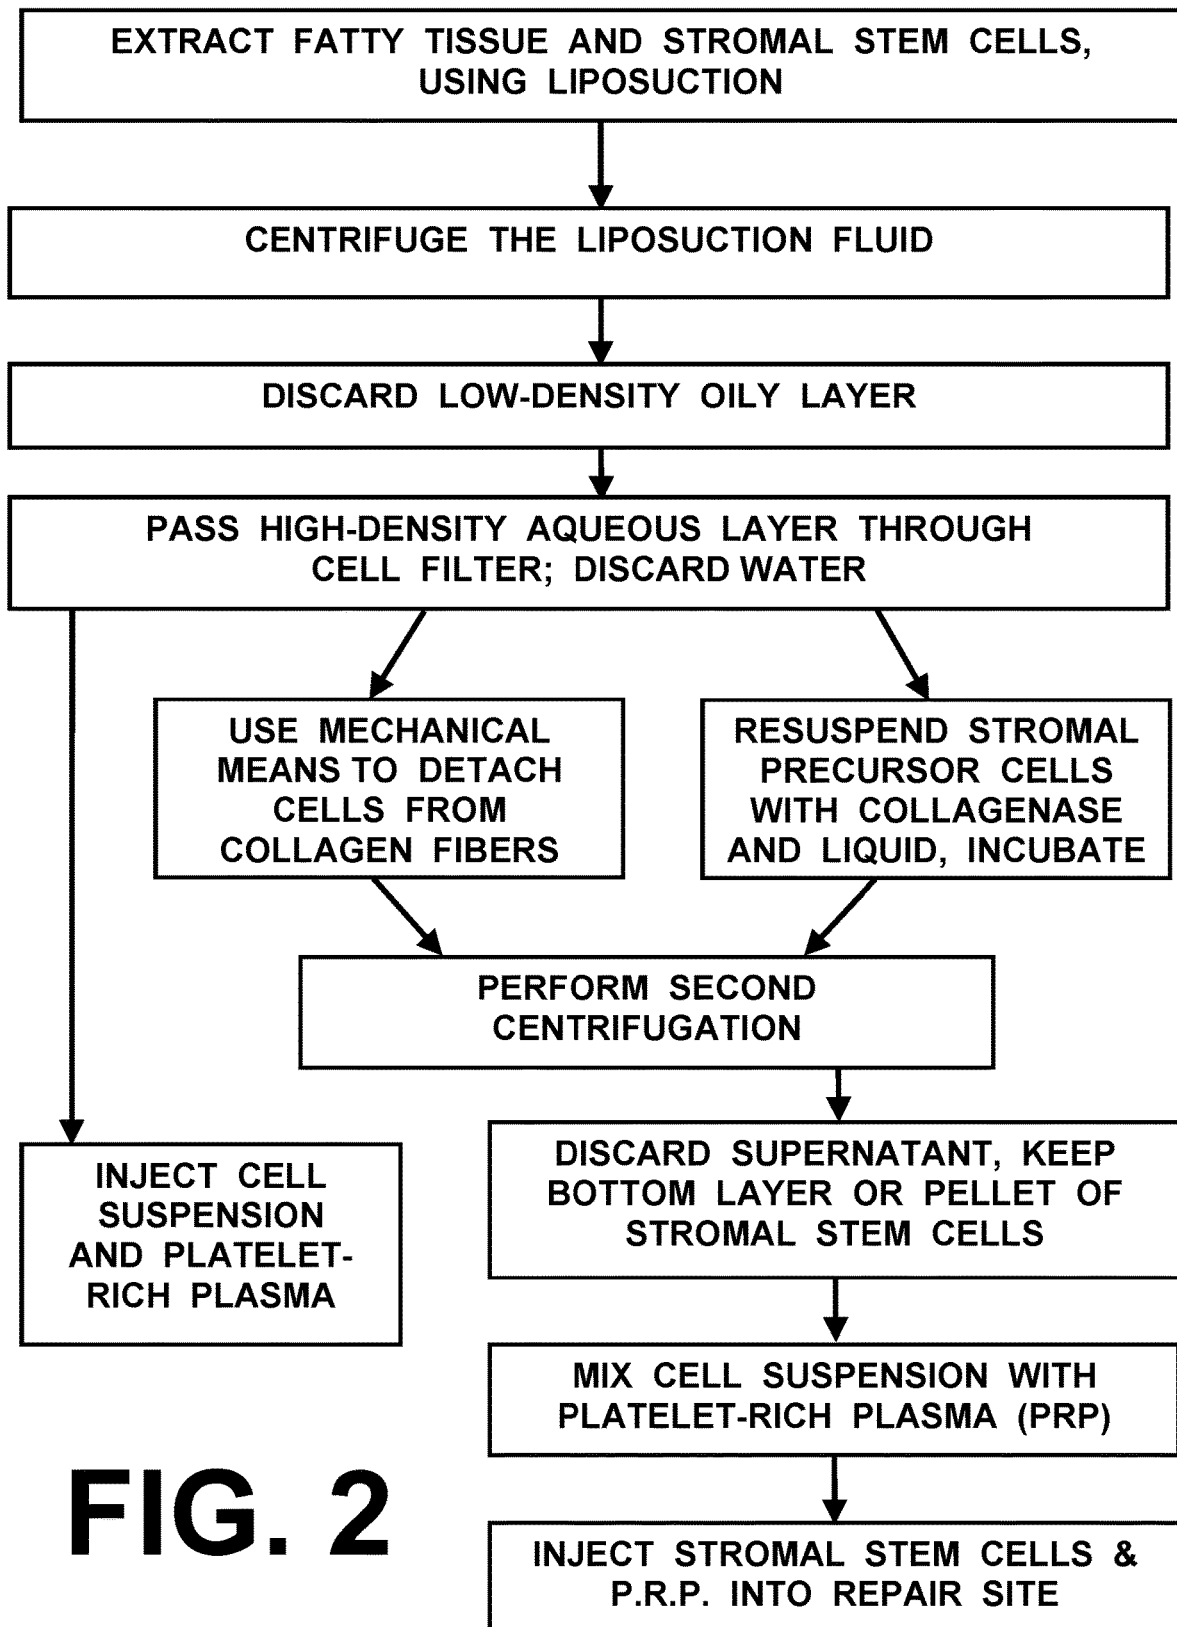 EXTRACT FATTY TISSUE AND STROMAL STEM CELLS,
USING LIPOSUCTION
CENTRIFUGE THE LIPOSUCTION FLUID
DISCARD LOW-DENSITY OILY LAYER
PASS HIGH-DENSITY AQUEOUS LAYER THROUGH
CELL FILTER; DISCARD WATER
USE MECHANICAL
MEANS TO DETACH
CELLS FROM
COLLAGEN FIBERS
RESUSPEND STROMAL
PRECURSOR CELLS
WITH COLLAGENASE
AND LIQUID, INCUBATE
PERFORM SECOND
CENTRIFUGATION
INJECT CELL
SUSPENSION
AND PLATELET-
RICH PLASMA
DISCARD SUPERNATANT, KEEP
BOTTOM LAYER OR PELLET OF
STROMAL STEM CELLS
MIX CELL SUSPENSION WITH
PLATELET-RICH PLASMA (PRP)
INJECT STROMAL STEM CELLS &
P.R.P. INTO REPAIR SITE
FIG. 2